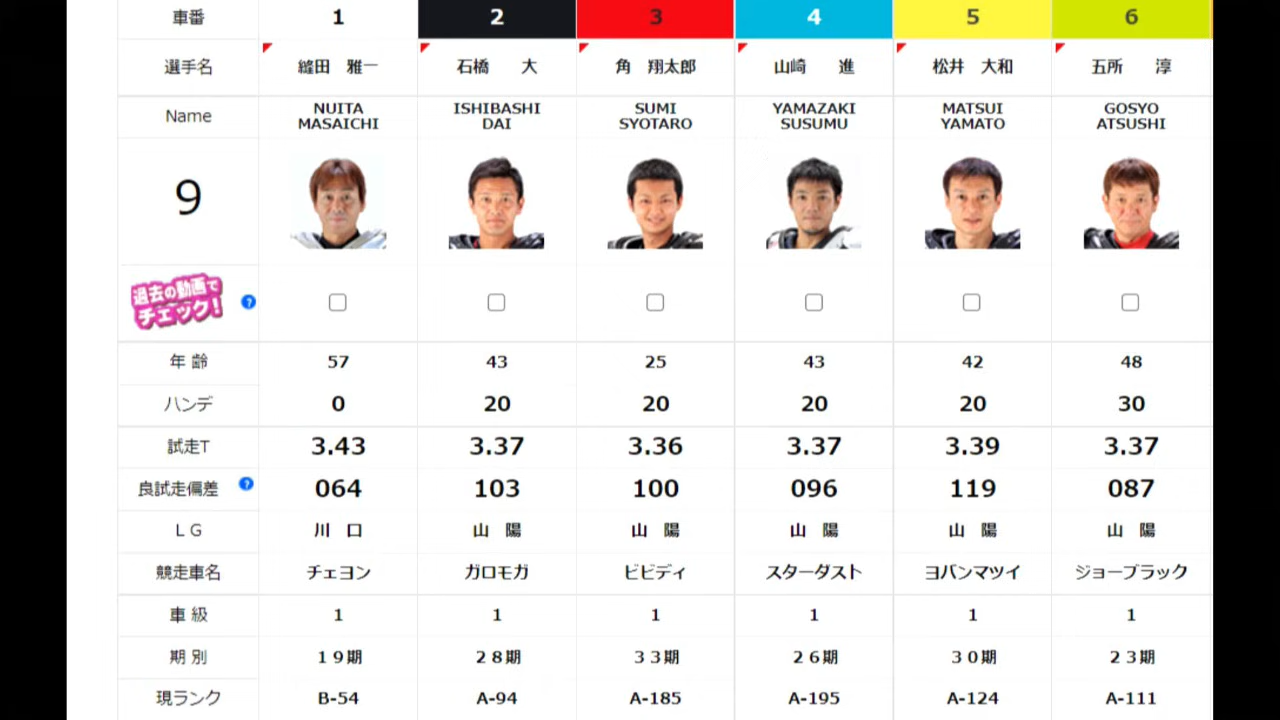 車番 1 2 3 4 5 6
選手名 縫田 雅一 石橋 大 角 翔太郎 山﨑 進 松井 大和 五所 淳
Name NUITA MASAICHI ISHIBASHI DAI SUMI SYOTARO YAMAZAKI SUSUMU MATSUI YAMATO GOSYO ATSUSHI
9
過去の動画で
チェック!
?
年齢 57 43 25 43 42 48
ハンデ 0 20 20 20 20 30
試走T 3.43 3.37 3.36 3.37 3.39 3.37
良試走偏差 ? 064 103 100 096 119 087
LG 川口 山陽 山陽 山陽 山陽 山陽
競走車名 チェヨン ガロモガ ビビディ スターダスト ヨバンマツイ ジョーブラック
車級 1 1 1 1 1 1
期別 19期 28期 33期 26期 30期 23期
現ランク B-54 A-94 A-185 A-195 A-124 A-111